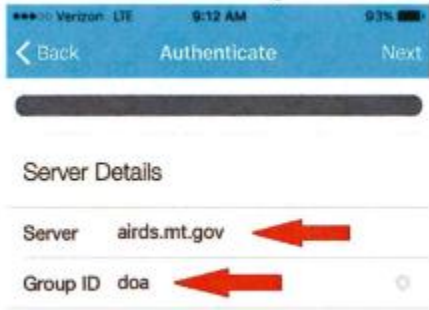 Verizon LTE 9:12 AM 93%
Back Authenticate Next
Server Details
Server airds.mt.gov
Group ID doa